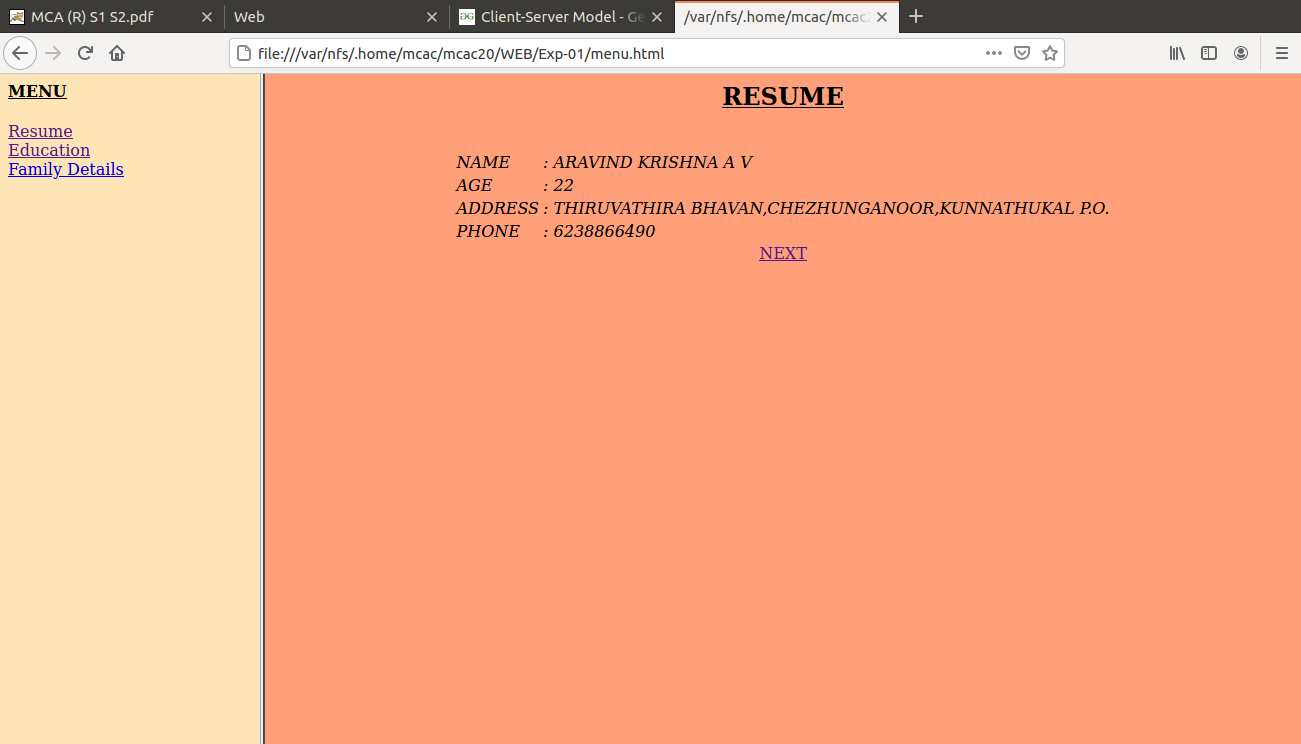 MCA (R) S1 S2.pdf
Web
Client-Server Model - Ge
/var/nfs/.home/mcac/mcac2
file:///var/nfs/.home/mcac/mcac20/WEB/Exp-01/menu.html
MENU
Resume
Education
Family Details
RESUME
NAME : ARAVIND KRISHNA A V
AGE : 22
ADDRESS : THIRUVATHIRA BHAVAN,CHEZHUNGANOOR,KUNNATHUKAL P.O.
PHONE : 6238866490
NEXT